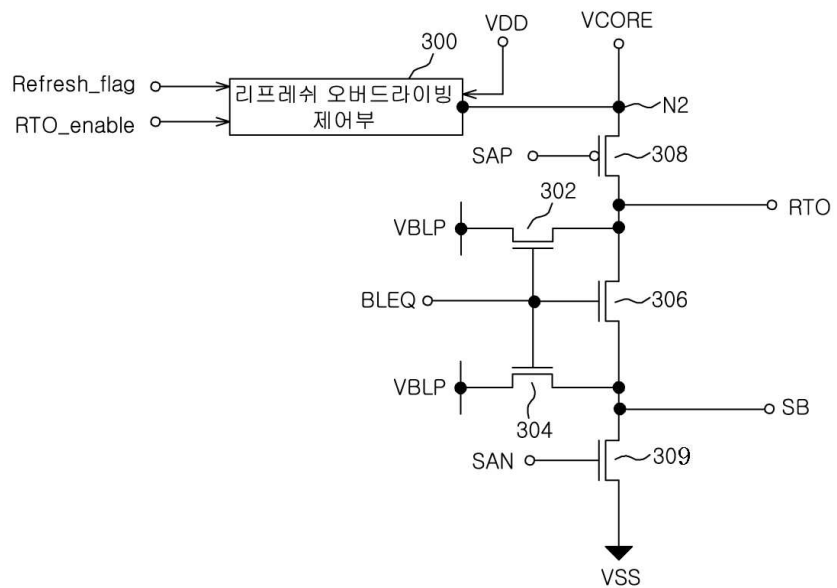 VDD
VCORE
300
Refresh_flag
리프레쉬 오버드라이빙
제어부
RTO_enable
N2
SAP
308
302
RTO
VBLP
BLEQ
306
VBLP
304
SB
SAN
309
VSS